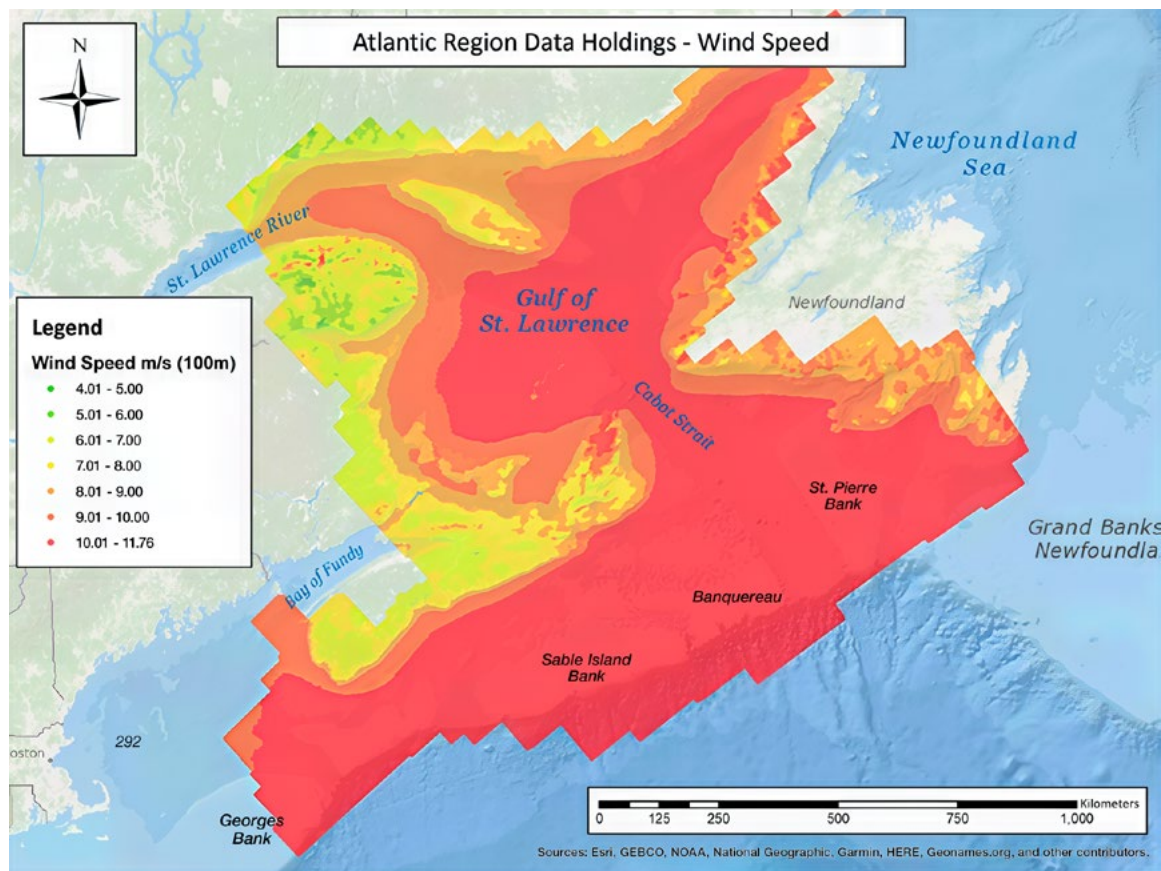 Atlantic Region Data Holdings - Wind Speed
N
Newfoundland
Sea
St. Lawrence River
Gulf of
St. Lawrence
Newfoundland
Legend
Wind Speed m/s (100m)
4.01 - 5.00
5.01 - 6.00
6.01 - 7.00
7.01 - 8.00
8.01 - 9.00
9.01 - 10.00
10.01 - 11.76
Cabot Strait
St. Pierre
Bank
Grand Banks
Newfoundla
Bay of Fundy
Banquereau
Sable Island
Bank
292
oston
Georges
Bank
Kilometers
0 125 250 500 750 1,000
Sources: Esri, GEBCO, NOAA, National Geographic, Garmin, HERE, Geonames.org, and other contributors.